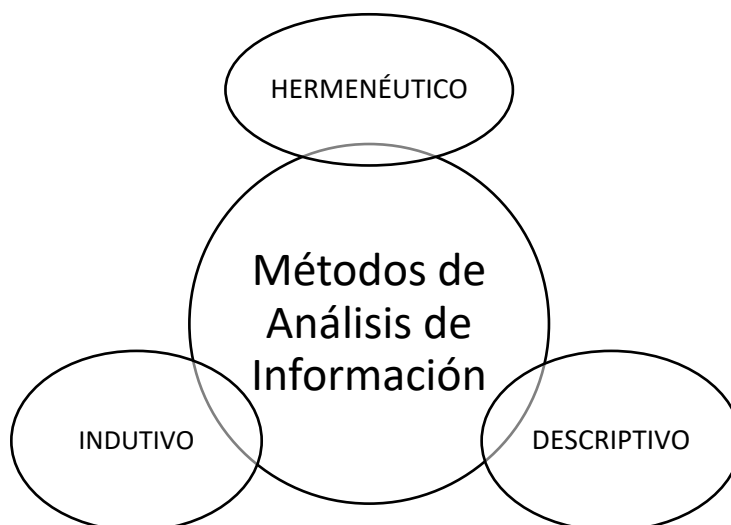 HERMENÉUTICO
Métodos de
Análisis de
Información
INDUTIVO
DESCRIPTIVO